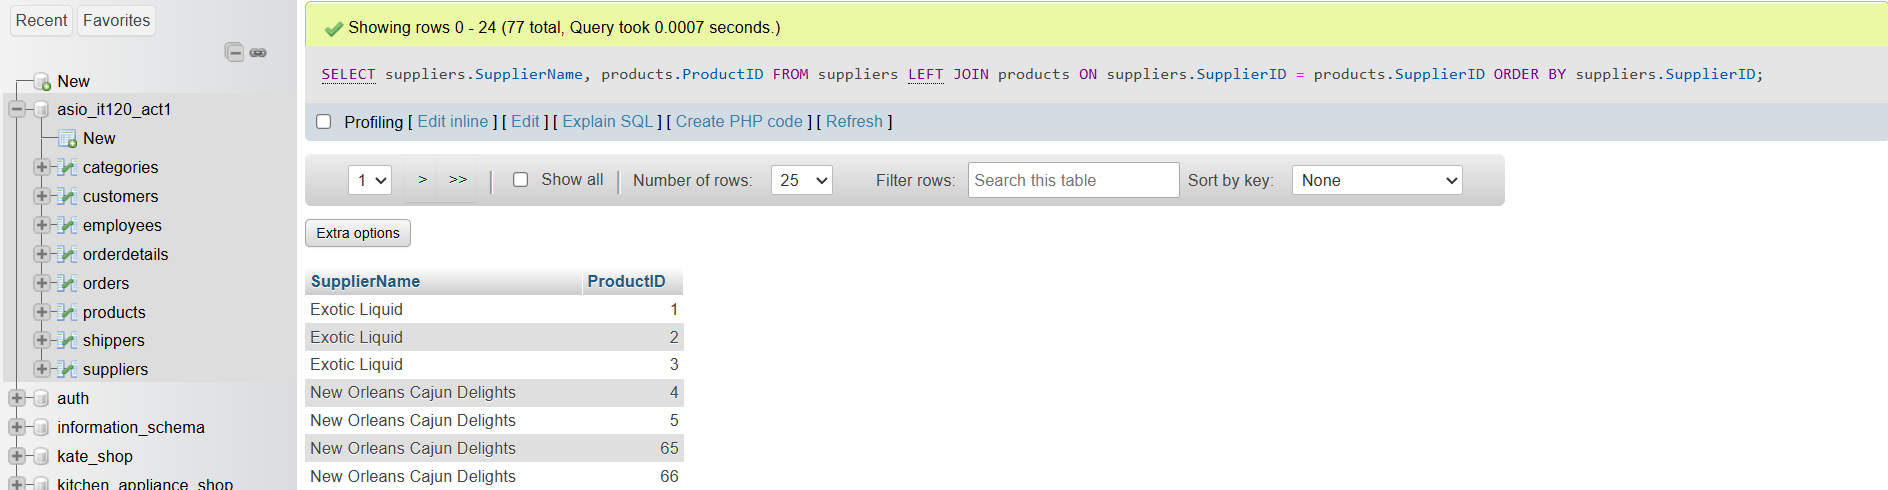 Recent Favorites
New
asio_it120_act1
New
categories
customers
employees
orderdetails
orders
products
shippers
suppliers
auth
information_schema
kate_shop
kitchen_appliance_shop
Showing rows 0 - 24 (77 total, Query took 0.0007 seconds.)
SELECT suppliers.SupplierName, products.ProductID FROM suppliers LEFT JOIN products ON suppliers.SupplierID = products.SupplierID ORDER BY suppliers.SupplierID;
Profiling [ Edit inline ] [ Edit ] [ Explain SQL ] [ Create PHP code ] [ Refresh ]
1 > >> | Show all | Number of rows: 25 Filter rows: Search this table Sort by key: None
Extra options
SupplierName ProductID
Exotic Liquid 1
Exotic Liquid 2
Exotic Liquid 3
New Orleans Cajun Delights 4
New Orleans Cajun Delights 5
New Orleans Cajun Delights 65
New Orleans Cajun Delights 66